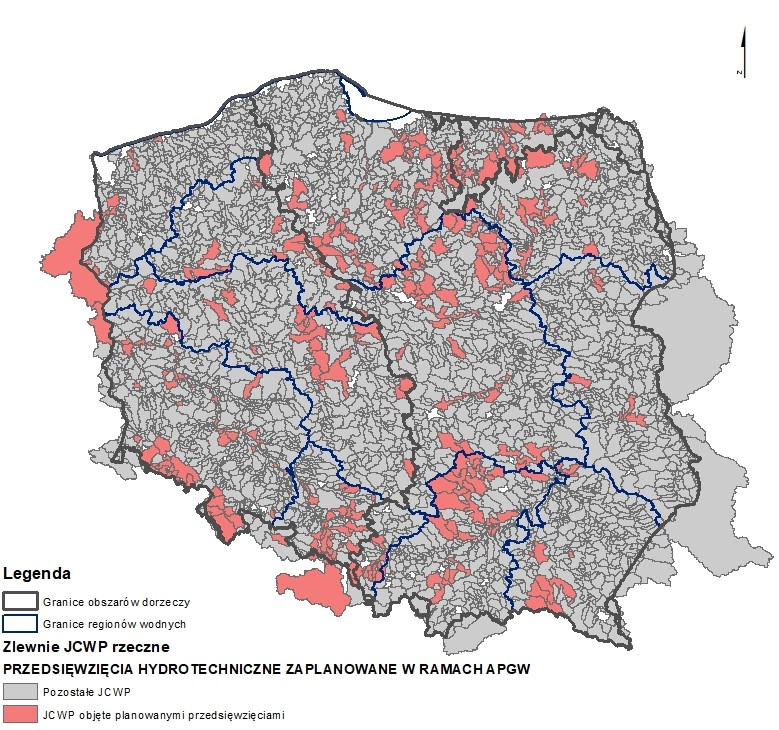 z
Legenda
Granice obszarów dorzeczy
Granice regionów wodnych
Zlewnie JCWP rzeczne
PRZEDSIĘWZIĘCIA HYDROTECHNICZNE ZAPLANOWANE W RAMACH APGW
Pozostałe JCWP
JCWP objęte planowanymi przedsięwzięciami